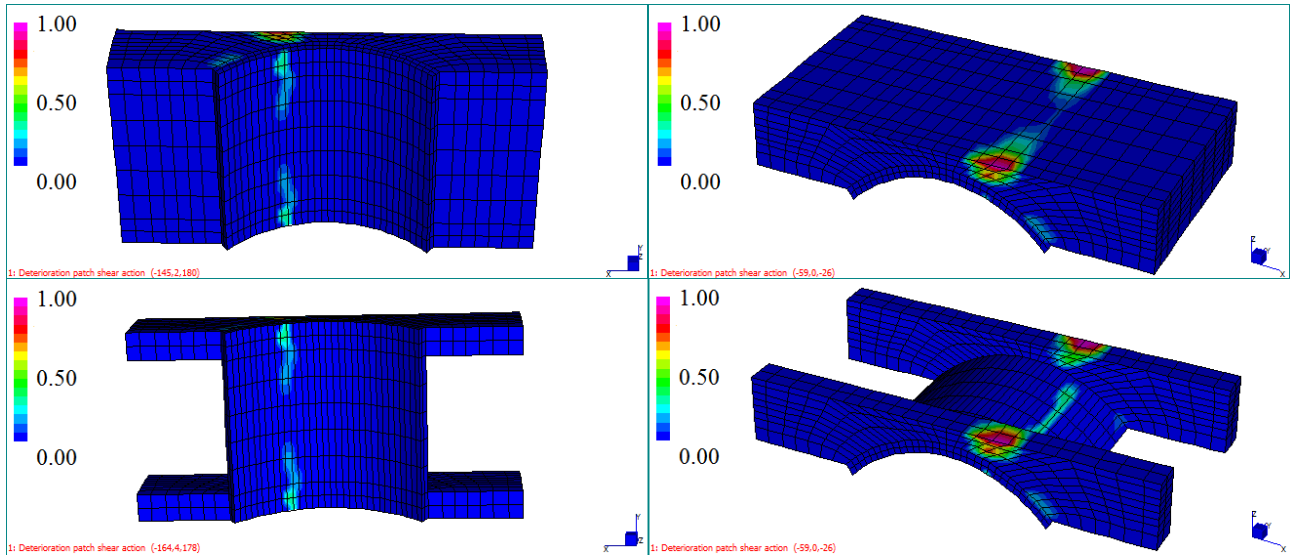 1.00
0.50
0.00
1: Deterioration patch shear action (-145,2,180)
Y
Z
X
1.00
0.50
0.00
1: Deterioration patch shear action (-59,0,-26)
Z
Y
X
1.00
0.50
0.00
1: Deterioration patch shear action (-164,4,178)
Y
Z
X
1.00
0.50
0.00
1: Deterioration patch shear action (-59,0,-26)
Z
Y
X